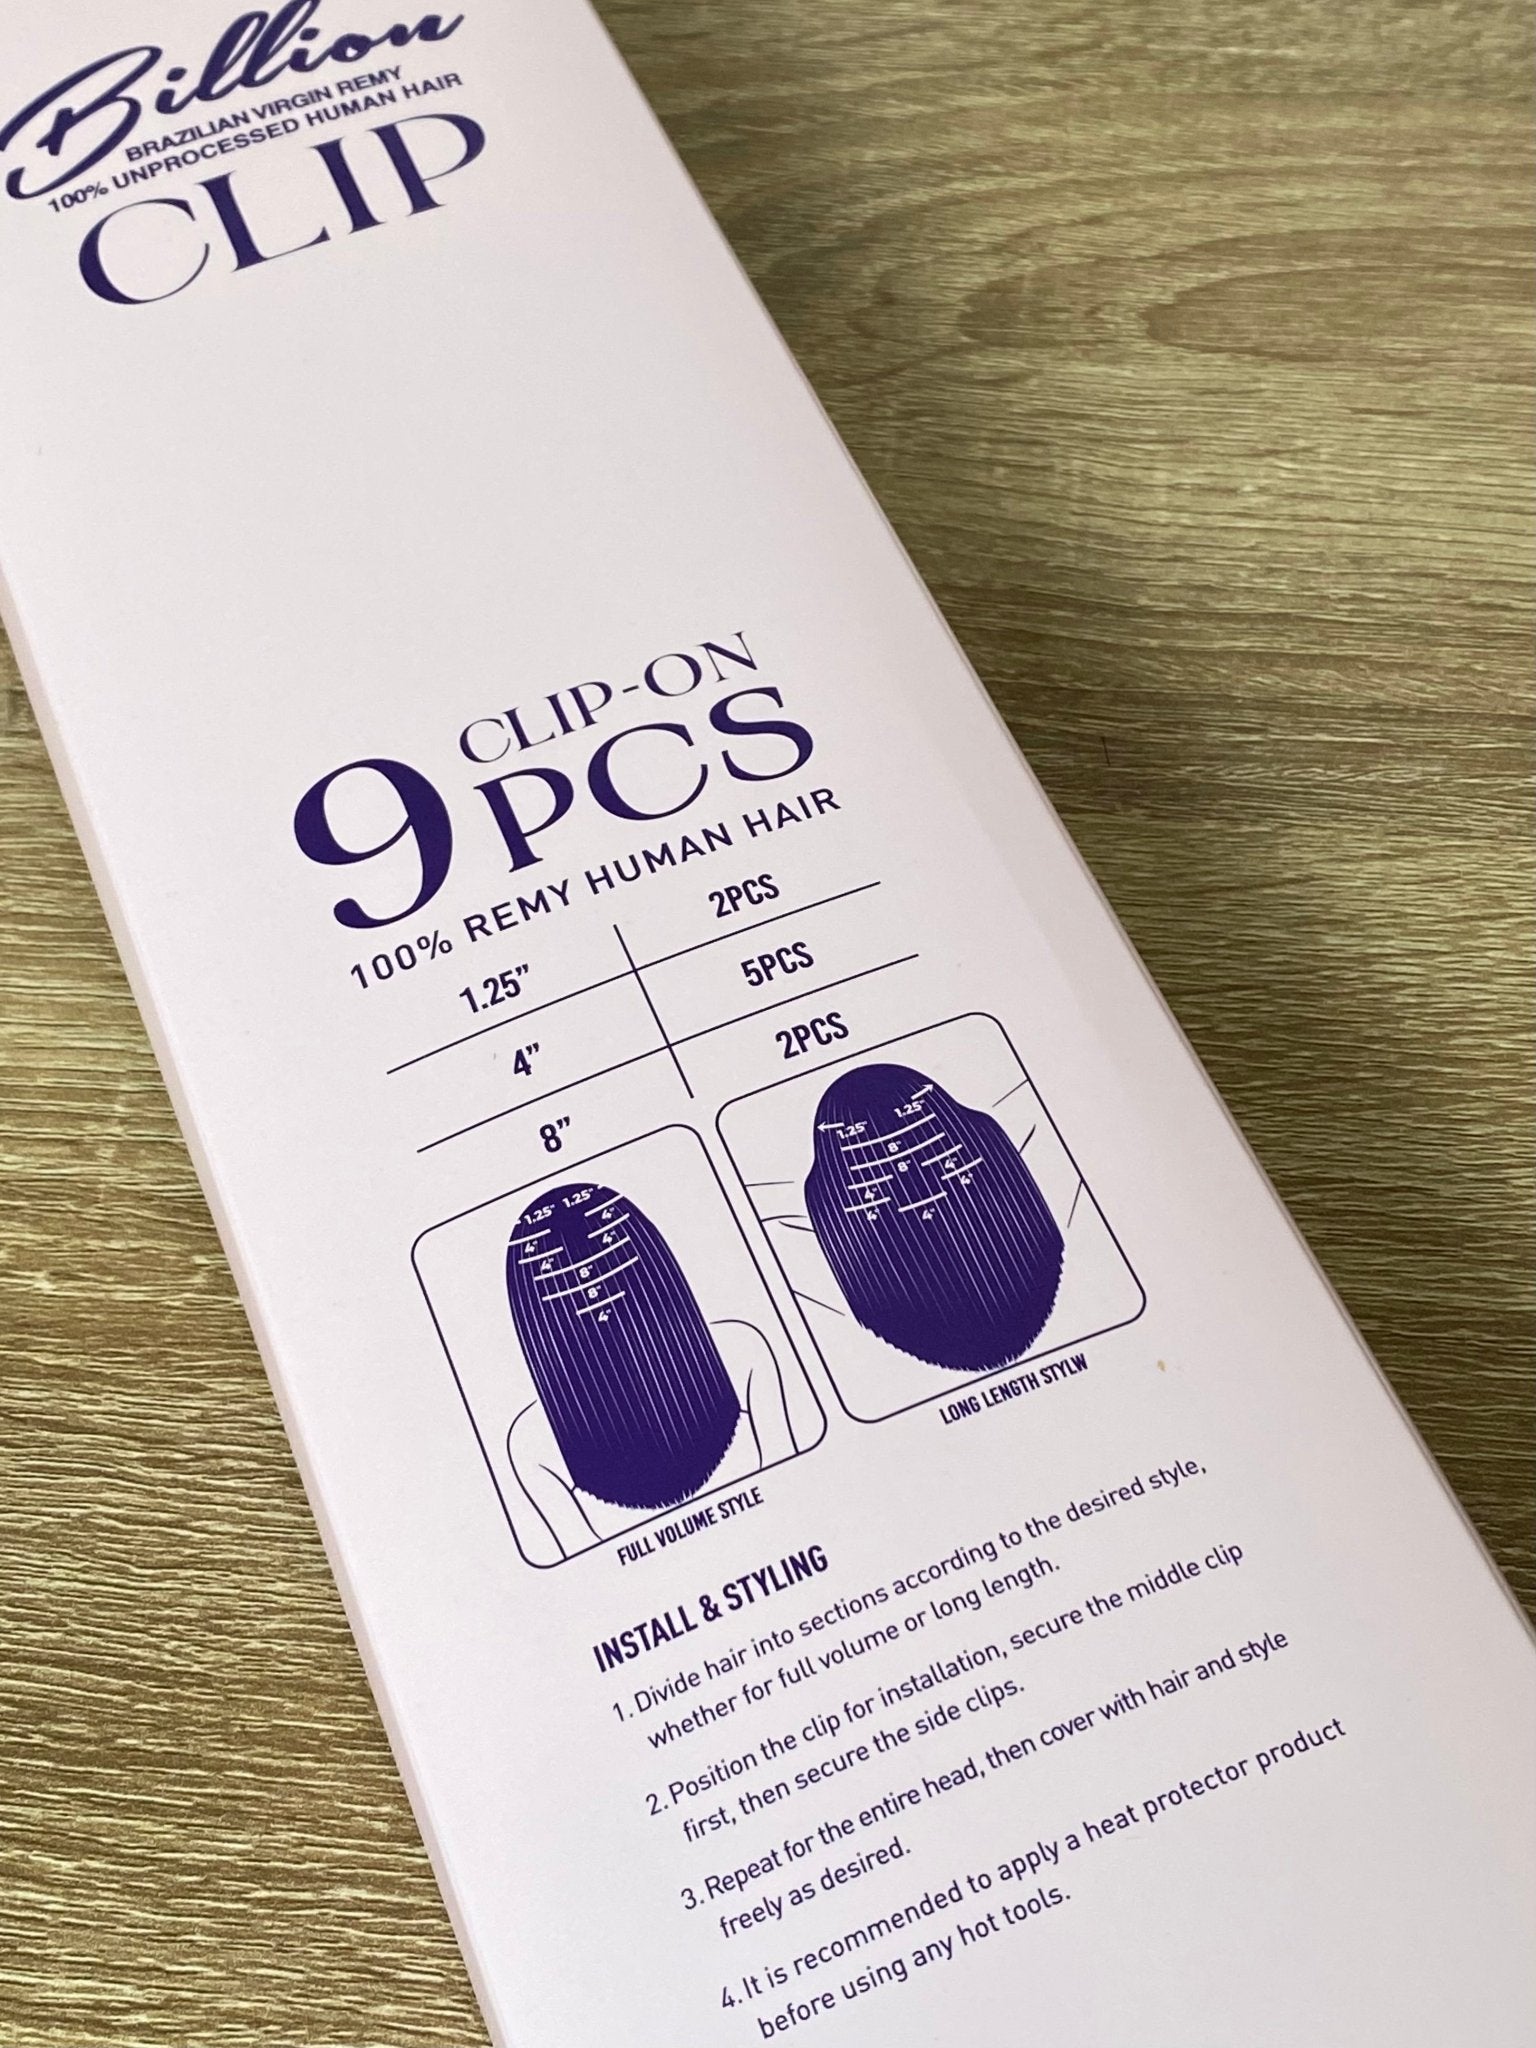 Billion
BRAZILIAN VIRGIN REMY
100% UNPROCESSED HUMAN HAIR
CLIP
CLIP-ON
9 PCS
100% REMY HUMAN HAIR
1.25” 2PCS
4” 5PCS
8” 2PCS
1.25" 1.25"
4"
4"
4"
4"
8"
8"
4"
FULL VOLUME STYLE
1.25"
1.25"
8"
8"
4"
4"
4"
4"
4"
LONG LENGTH STYLW
INSTALL & STYLING
1. Divide hair into sections according to the desired style,
whether for full volume or long length.
2. Position the clip for installation, secure the middle clip
first, then secure the side clips.
3. Repeat for the entire head, then cover with hair and style
freely as desired.
4. It is recommended to apply a heat protector product
before using any hot tools.